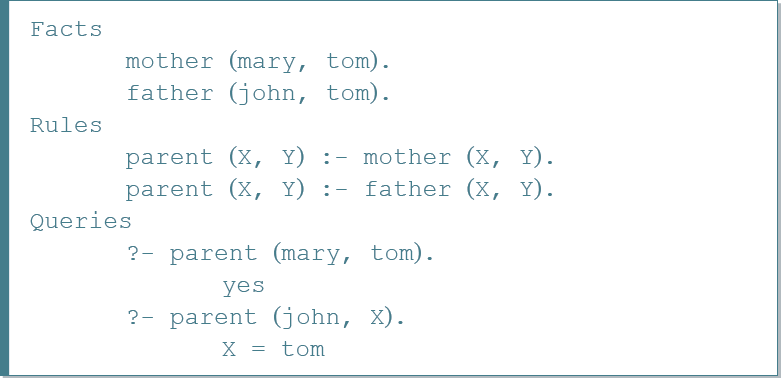 Facts
mother (mary, tom).
father (john, tom).
Rules
parent (X, Y) :- mother (X, Y).
parent (X, Y) :- father (X, Y).
Queries
?- parent (mary, tom).
yes
?- parent (john, X).
X = tom